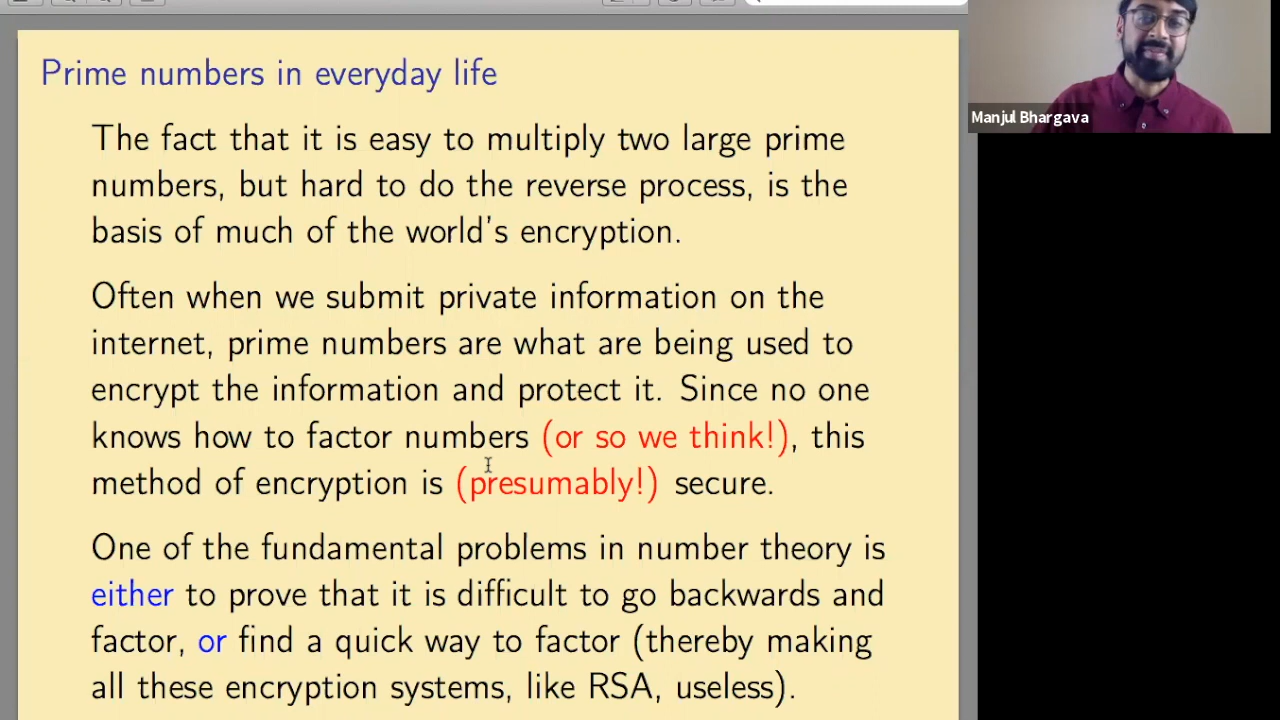 Prime numbers in everyday life
The fact that it is easy to multiply two large prime
numbers, but hard to do the reverse process, is the
basis of much of the world's encryption.
Often when we submit private information on the
internet, prime numbers are what are being used to
encrypt the information and protect it. Since no one
knows how to factor numbers (or so we think!), this
method of encryption is (presumably!) secure.
One of the fundamental problems in number theory is
either to prove that it is difficult to go backwards and
factor, or find a quick way to factor (thereby making
all these encryption systems, like RSA, useless).
Manjul Bhargava